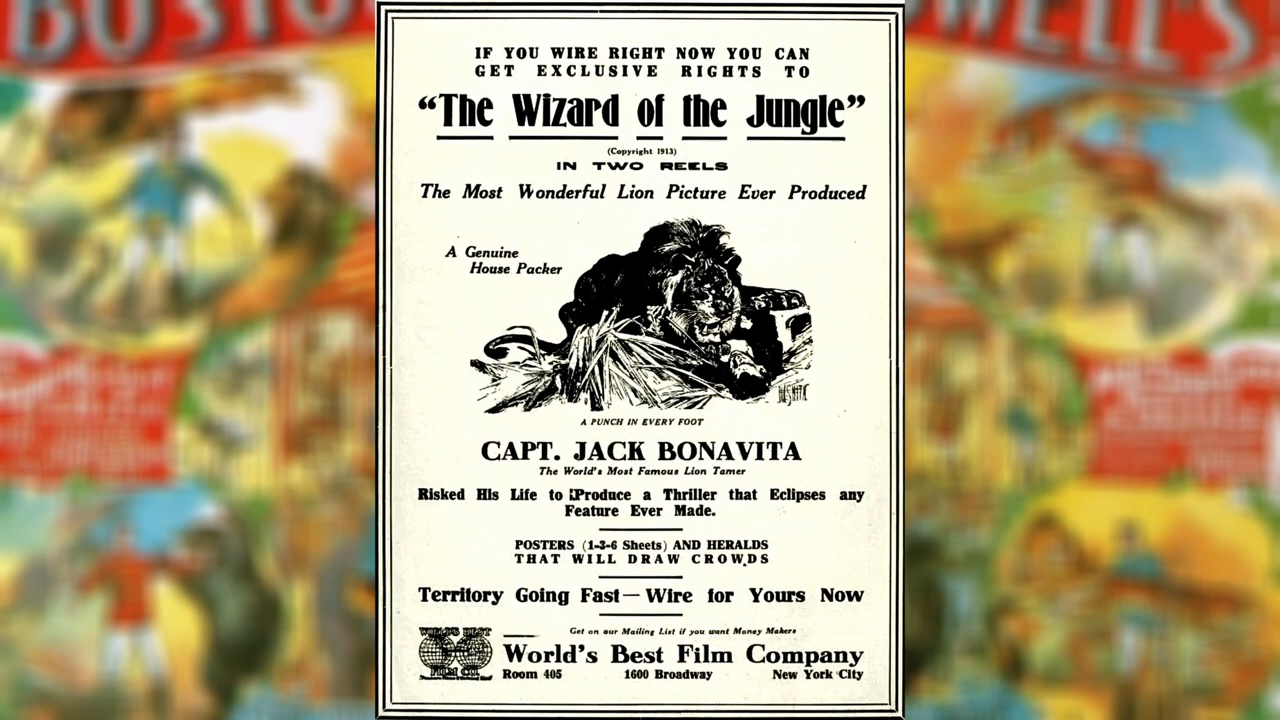 IF YOU WIRE RIGHT NOW YOU CAN
GET EXCLUSIVE RIGHTS TO
“The Wizard of the Jungle”
(Copyright 1913)
IN TWO REELS
The Most Wonderful Lion Picture Ever Produced
A Genuine
House Packer
A PUNCH IN EVERY FOOT
CAPT. JACK BONAVITA
The World's Most Famous Lion Tamer
Risked His Life to Produce a Thriller that Eclipses any
Feature Ever Made.
POSTERS (1-3-6 Sheets) AND HERALDS
THAT WILL DRAW CROWDS
Territory Going Fast—Wire for Yours Now
Get on our Mailing List if you want Money Makers
WORLD'S BEST
FILM CO.
World's Best Film Company
Room 405 1600 Broadway New York City